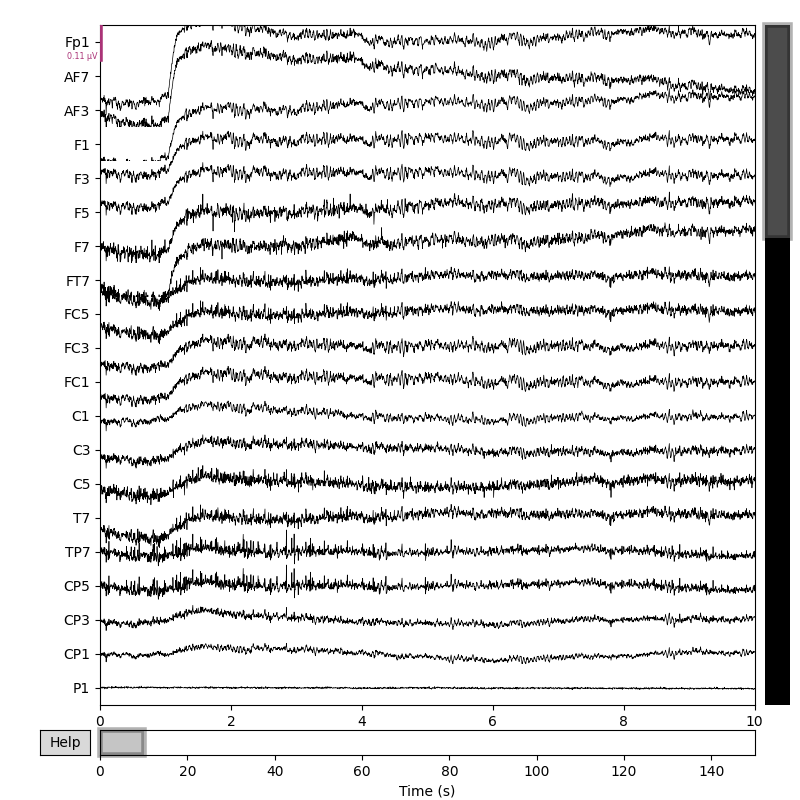 Fp1
0.11 µV
AF7
AF3
F1
F3
F5
F7
FT7
FC5
FC3
FC1
C1
C3
C5
T7
TP7
CP5
CP3
CP1
P1
0 2 4 6 8 10
Help
0 20 40 60 80 100 120 140
Time (s)